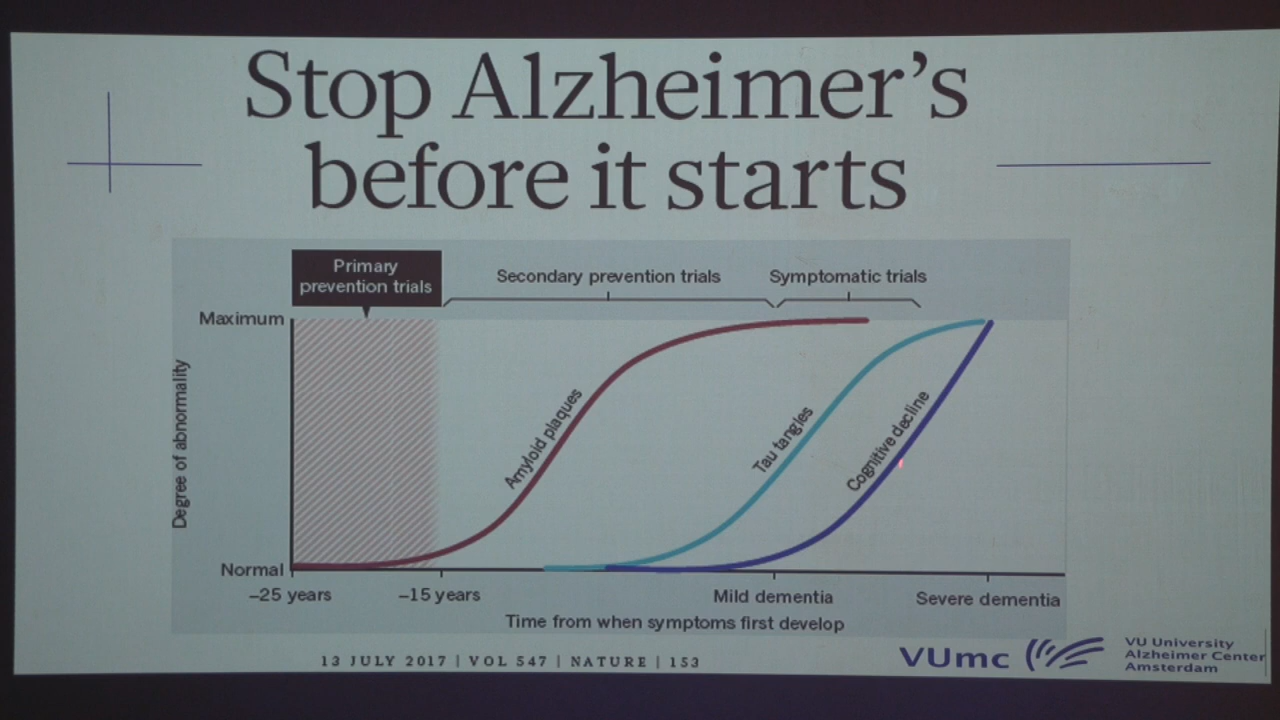 Stop Alzheimer's
before it starts
Primary
prevention trials
Secondary prevention trials
Symptomatic trials
Maximum
Degree of abnormality
Amyloid plaques
Tau tangles
Cognitive decline
Normal
–25 years
–15 years
Mild dementia
Severe dementia
Time from when symptoms first develop
13 JULY 2017 | VOL 547 | NATURE | 153
VUmc
VU University
Alzheimer Center
Amsterdam